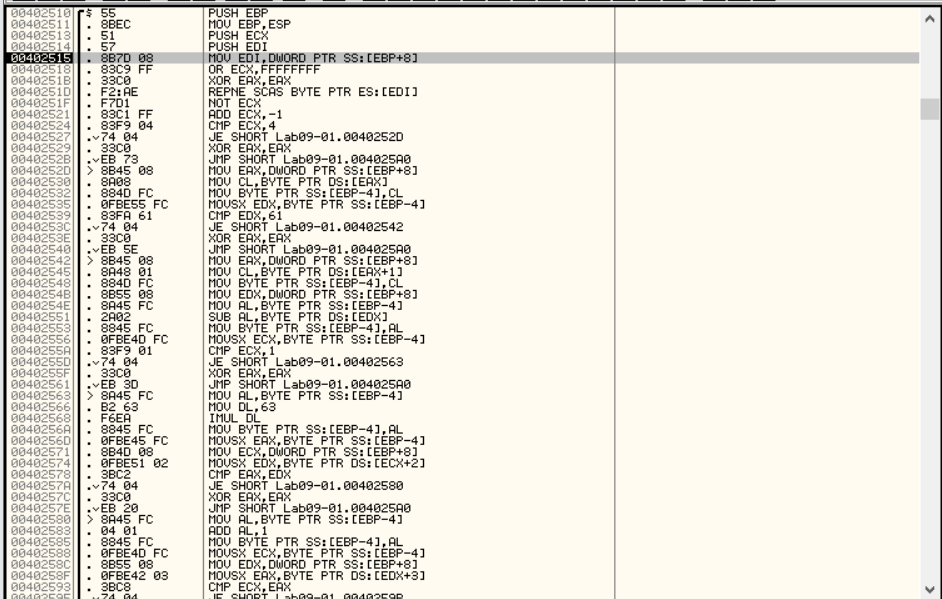 00402510 $ 55 PUSH EBP
00402511 . 8BEC MOV EBP,ESP
00402513 . 51 PUSH ECX
00402514 . 57 PUSH EDI
00402515 . 8B7D 08 MOV EDI,DWORD PTR SS:[EBP+8]
00402518 . 83C9 FF OR ECX,FFFFFFFF
0040251B . 33C0 XOR EAX,EAX
0040251D . F2:AE REPNE SCAS BYTE PTR ES:[EDI]
0040251F . F7D1 NOT ECX
00402521 . 83C1 FF ADD ECX,-1
00402524 . 83F9 04 CMP ECX,4
00402527 .v74 04 JE SHORT Lab09-01.0040252D
00402529 . 33C0 XOR EAX,EAX
0040252B .vEB 73 JMP SHORT Lab09-01.004025A0
0040252D > 8B45 08 MOV EAX,DWORD PTR SS:[EBP+8]
00402530 . 8A08 MOV CL,BYTE PTR DS:[EAX]
00402532 . 884D FC MOV BYTE PTR SS:[EBP-4],CL
00402535 . 0FBE55 FC MOVSX EDX,BYTE PTR SS:[EBP-4]
00402539 . 83FA 61 CMP EDX,61
0040253C .v74 04 JE SHORT Lab09-01.00402542
0040253E . 33C0 XOR EAX,EAX
00402540 .vEB 5E JMP SHORT Lab09-01.004025A0
00402542 > 8B45 08 MOV EAX,DWORD PTR SS:[EBP+8]
00402545 . 8A48 01 MOV CL,BYTE PTR DS:[EAX+1]
00402548 . 884D FC MOV BYTE PTR SS:[EBP-4],CL
0040254B . 8B55 08 MOV EDX,DWORD PTR SS:[EBP+8]
0040254E . 8A45 FC MOV AL,BYTE PTR SS:[EBP-4]
00402551 . 2A02 SUB AL,BYTE PTR DS:[EDX]
00402553 . 8845 FC MOV BYTE PTR SS:[EBP-4],AL
00402556 . 0FBE4D FC MOVSX ECX,BYTE PTR SS:[EBP-4]
0040255A . 83F9 01 CMP ECX,1
0040255D .v74 04 JE SHORT Lab09-01.00402563
0040255F . 33C0 XOR EAX,EAX
00402561 .vEB 3D JMP SHORT Lab09-01.004025A0
00402563 > 8A45 FC MOV AL,BYTE PTR SS:[EBP-4]
00402566 . B2 63 MOV DL,63
00402568 . F6EA IMUL DL
0040256A . 8845 FC MOV BYTE PTR SS:[EBP-4],AL
0040256D . 0FBE45 FC MOVSX EAX,BYTE PTR SS:[EBP-4]
00402571 . 8B4D 08 MOV ECX,DWORD PTR SS:[EBP+8]
00402574 . 0FBE51 02 MOVSX EDX,BYTE PTR DS:[ECX+2]
00402578 . 3BC2 CMP EAX,EDX
0040257A .v74 04 JE SHORT Lab09-01.00402580
0040257C . 33C0 XOR EAX,EAX
0040257E .vEB 20 JMP SHORT Lab09-01.004025A0
00402580 > 8A45 FC MOV AL,BYTE PTR SS:[EBP-4]
00402583 . 04 01 ADD AL,1
00402585 . 8845 FC MOV BYTE PTR SS:[EBP-4],AL
00402588 . 0FBE4D FC MOVSX ECX,BYTE PTR SS:[EBP-4]
0040258C . 8B55 08 MOV EDX,DWORD PTR SS:[EBP+8]
0040258F . 0FBE42 03 MOVSX EAX,BYTE PTR DS:[EDX+3]
00402593 . 3BC8 CMP ECX,EAX
00402595 .v74 04 JE SHORT Lab09-01.0040259B